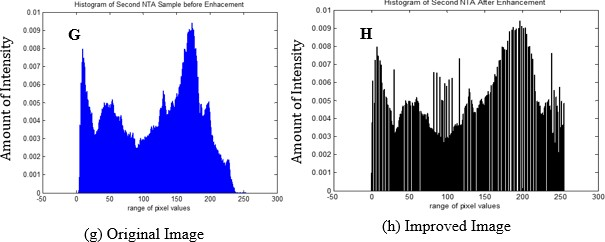 Histogram of Second NTA Sample before Enhacement
G
Amount of Intensity
0.01
0.009
0.008
0.007
0.006
0.005
0.004
0.003
0.002
0.001
0
-50 0 50 100 150 200 250 300
range of pixel values
(g) Original Image
Histogram of Second NTA After Enhancement
H
Amount of Intensity
0.01
0.009
0.008
0.007
0.006
0.005
0.004
0.003
0.002
0.001
0
-50 0 50 100 150 200 250 300
range of pixel values
(h) Improved Image